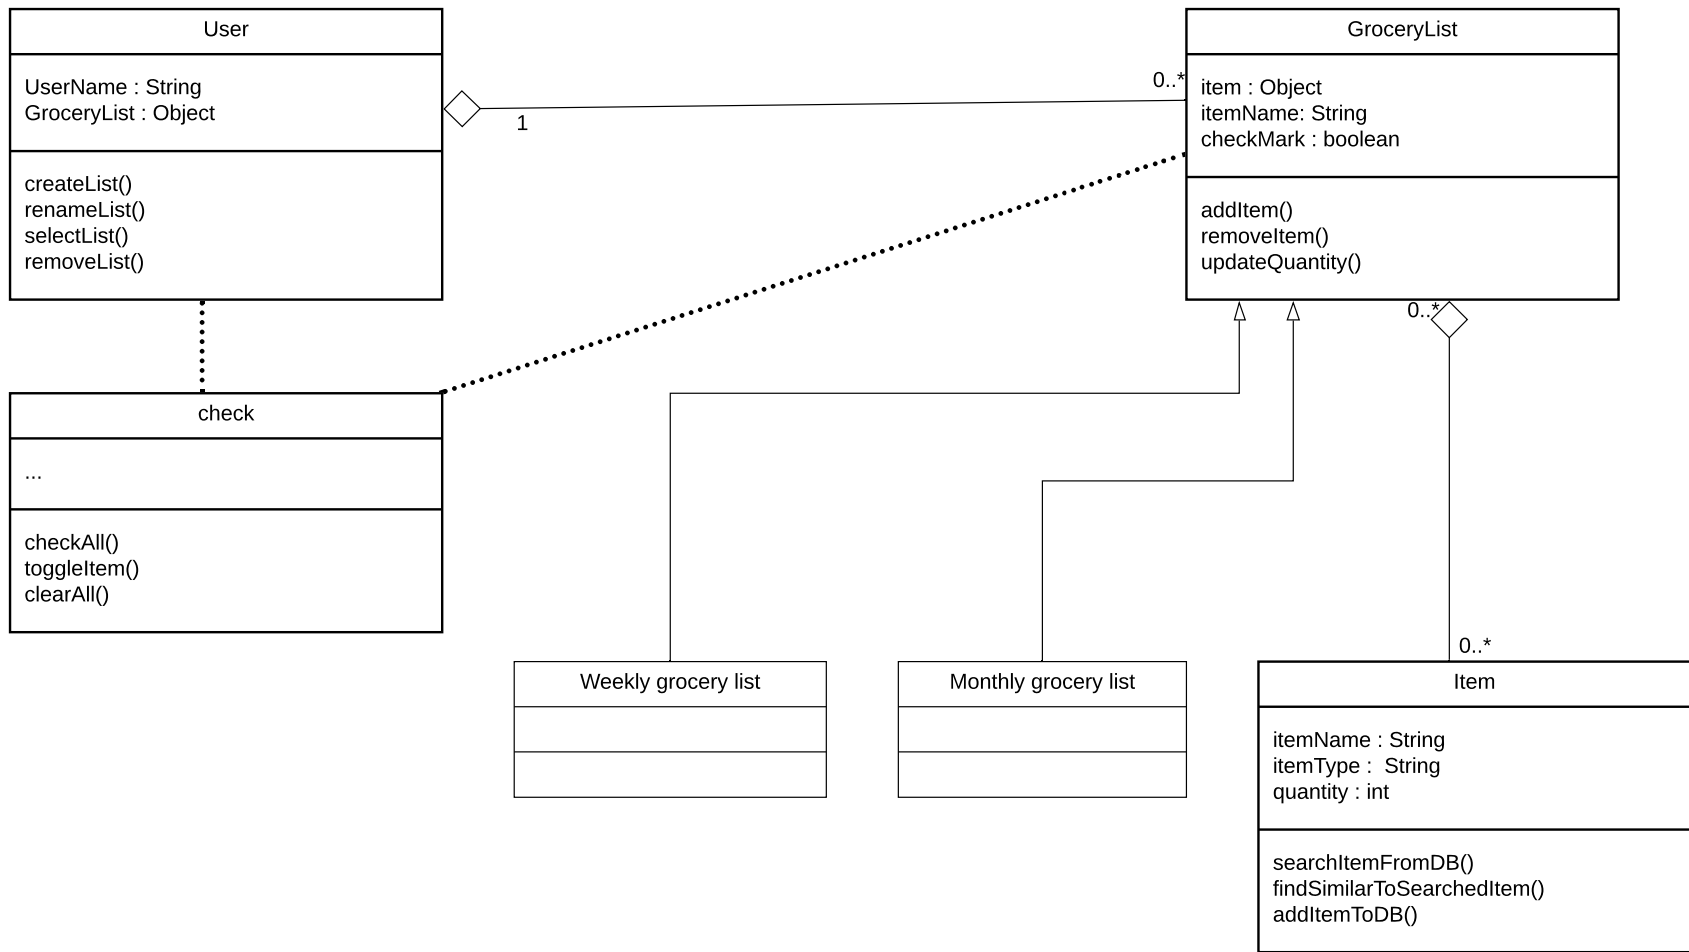 User
UserName : String
GroceryList : Object
createList()
renameList()
selectList()
removeList()
1
0..*
GroceryList
item : Object
itemName: String
checkMark : boolean
addItem()
removeItem()
updateQuantity()
0..*
check
...
checkAll()
toggleItem()
clearAll()
Weekly grocery list
Monthly grocery list
0..*
Item
itemName : String
itemType :  String
quantity : int
searchItemFromDB()
findSimilarToSearchedItem()
addItemToDB()